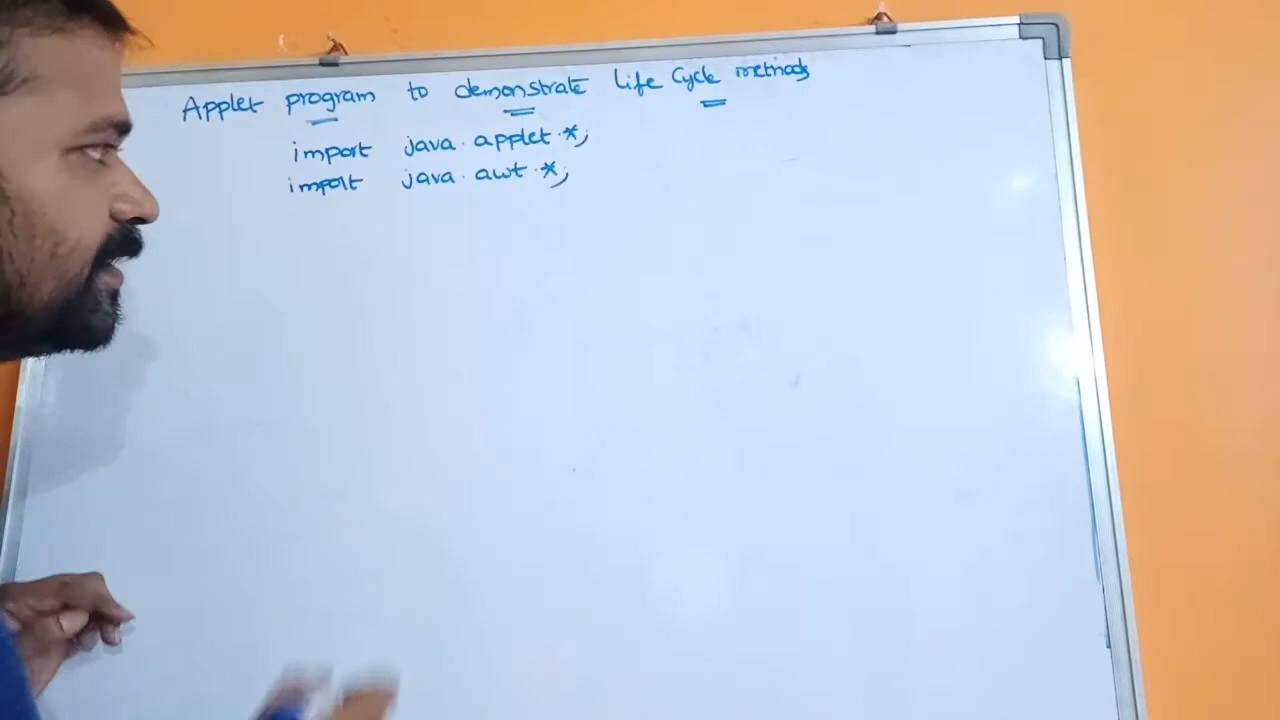 Applet program to demonstrate Life Cycle methods
import java.applet.*;
import java.awt.*;